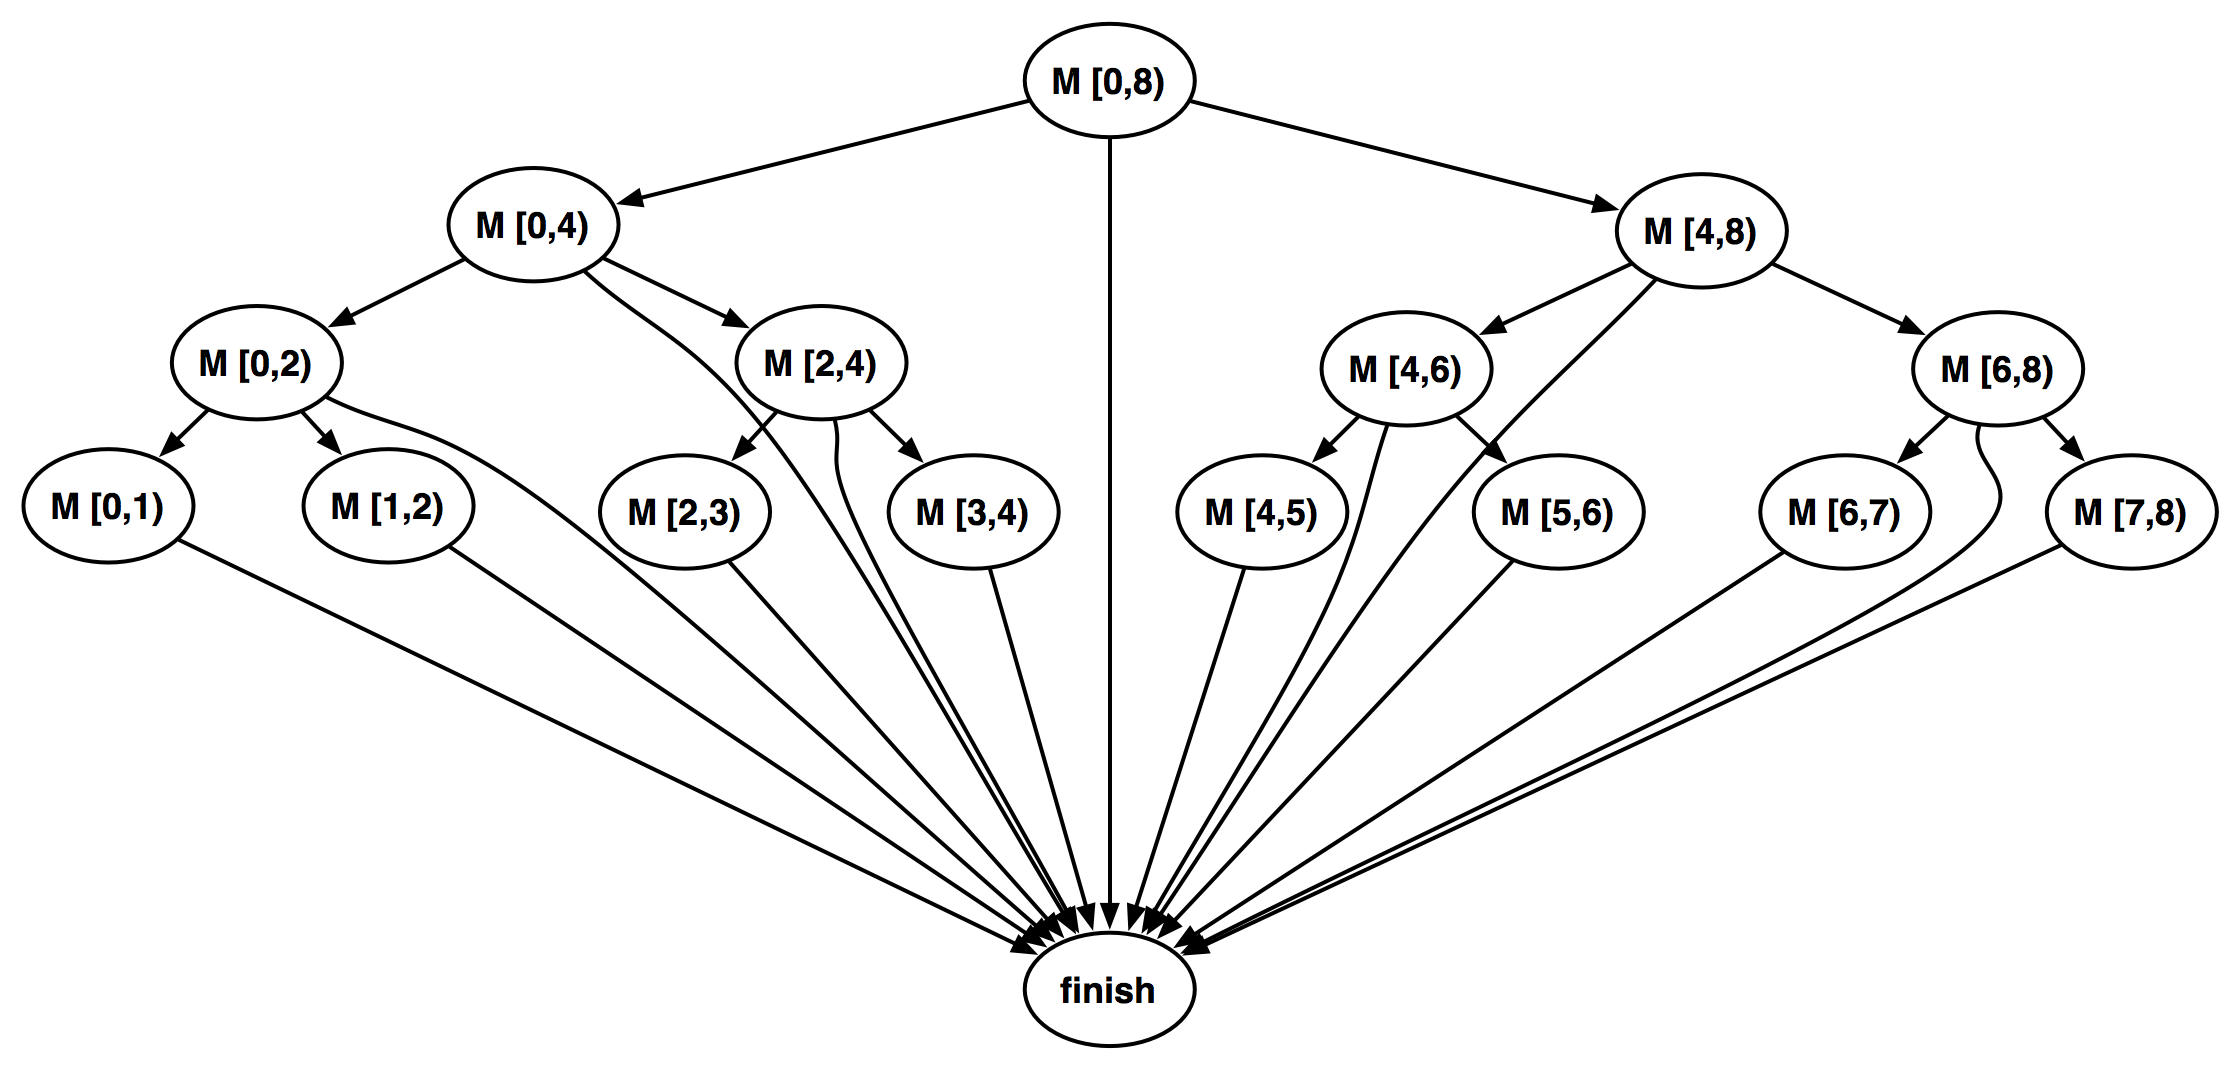 M [0,8)
M [0,4)
M [4,8)
M [0,2)
M [2,4)
M [4,6)
M [6,8)
M [0,1)
M [1,2)
M [2,3)
M [3,4)
M [4,5)
M [5,6)
M [6,7)
M [7,8)
finish